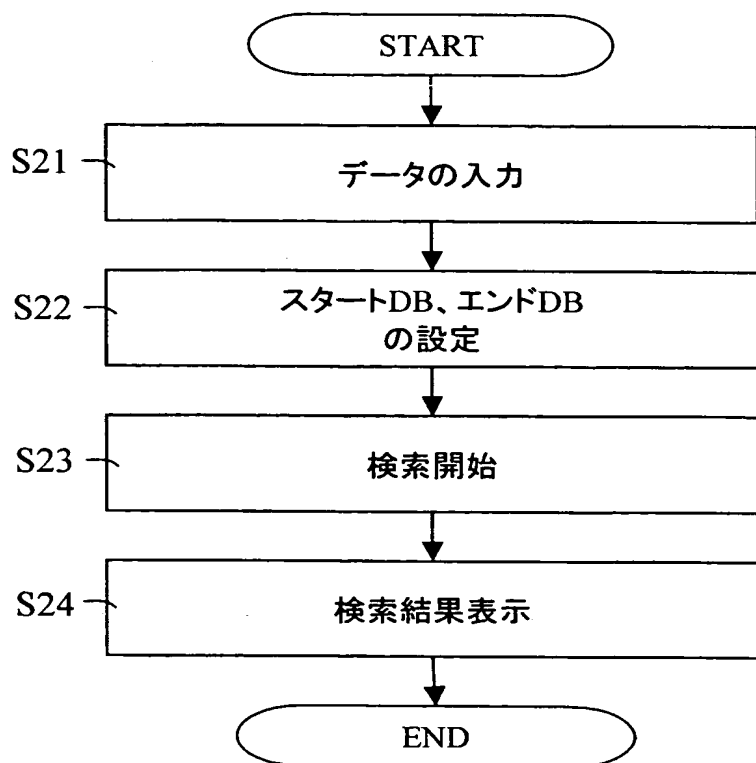 START
S21
データの入力
S22
スタートDB、エンドDB
の設定
S23
検索開始
S24
検索結果表示
END